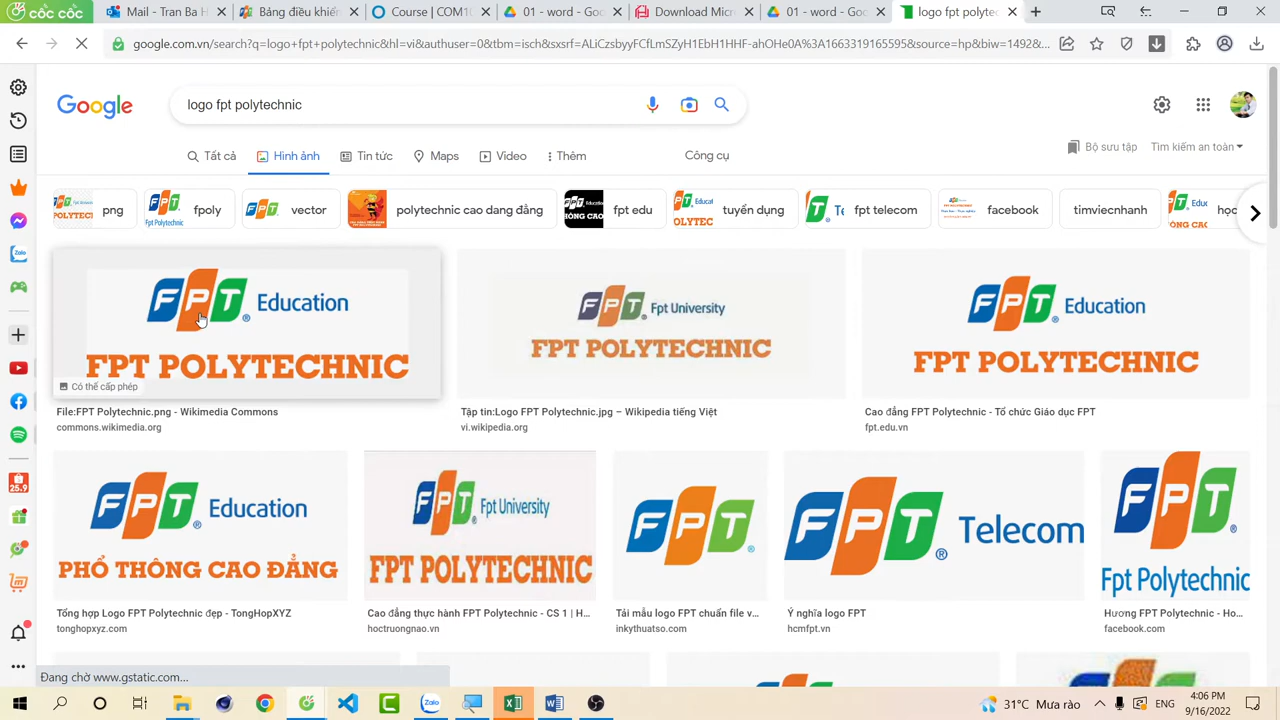 cốc cốc
Mail - Tran Ba H
Bảng điều khiển
Course | COM10
01 - word - Goo
Download Micr
01 - word - Goo
logo fpt polytec
google.com.vn/search?q=logo+fpt+polytechnic&hl=vi&authuser=0&tbm=isch&sxsrf=ALiCzsbyyFCfLmSZyH1EbH1HHF-ahOHe0A%3A1663319165595&source=hp&biw=1492&...
Google
logo fpt polytechnic
Tất cả
Hình ảnh
Tin tức
Maps
Video
Thêm
Công cụ
Bộ sưu tập
Tìm kiếm an toàn
png
fpoly
vector
polytechnic cao dang đẳng
fpt edu
tuyển dụng
fpt telecom
facebook
timviecnhanh
học
FPT Education
FPT POLYTECHNIC
Có thể cấp phép
FPT Fpt University
FPT POLYTECHNIC
FPT Education
FPT POLYTECHNIC
File:FPT Polytechnic.png - Wikimedia Commons
commons.wikimedia.org
Tập tin:Logo FPT Polytechnic.jpg – Wikipedia tiếng Việt
vi.wikipedia.org
Cao đẳng FPT Polytechnic - Tổ chức Giáo dục FPT
fpt.edu.vn
FPT Education
PHỔ THÔNG CAO ĐẲNG
FPT Fpt University
FPT POLYTECHNIC
FPT
FPT Telecom
FPT
Fpt Polytechnic
Tổng hợp Logo FPT Polytechnic đẹp - TongHopXYZ
tonghopxyz.com
Cao đẳng thực hành FPT Polytechnic - CS 1 | H...
hoctruongnao.vn
Tải mẫu logo FPT chuẩn file v...
inkythuatso.com
Ý nghĩa logo FPT
hcmfpt.vn
Hương FPT Polytechnic - Ho...
facebook.com
Zalo
25.9
Đang chờ www.gstatic.com...
Zalo
31°C Mưa rào
ENG
4:06 PM
9/16/2022